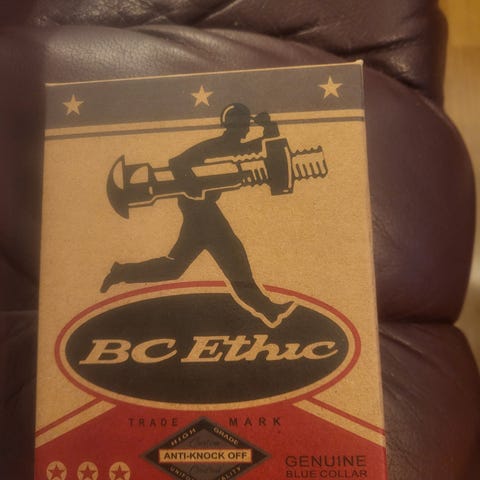 BC Ethic
TRADE MARK
HIGH GRADE
ANTI-KNOCK OFF
GENUINE
BLUE COLLAR